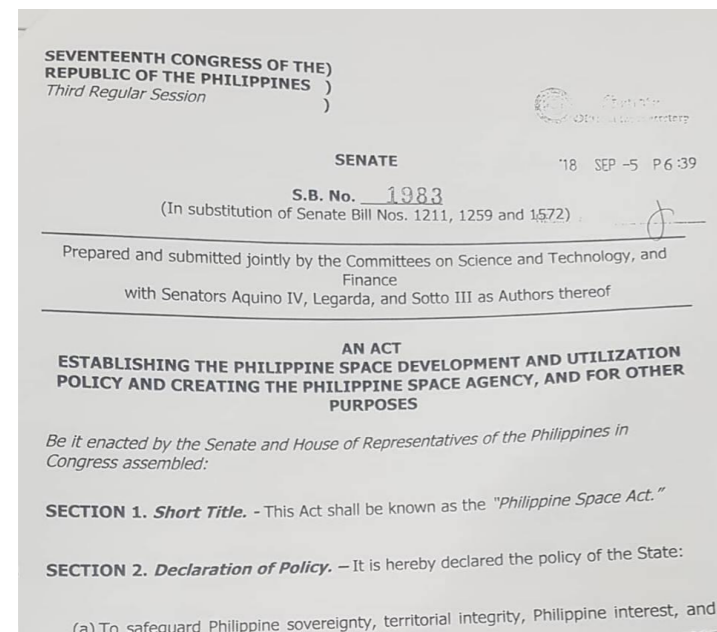 SEVENTEENTH CONGRESS OF THE)
REPUBLIC OF THE PHILIPPINES )
Third Regular Session )
SENATE
'18 SEP -5 P6:39
S.B. No. 1983
(In substitution of Senate Bill Nos. 1211, 1259 and 1572)
Prepared and submitted jointly by the Committees on Science and Technology, and
Finance
with Senators Aquino IV, Legarda, and Sotto III as Authors thereof
AN ACT
ESTABLISHING THE PHILIPPINE SPACE DEVELOPMENT AND UTILIZATION
POLICY AND CREATING THE PHILIPPINE SPACE AGENCY, AND FOR OTHER
PURPOSES
Be it enacted by the Senate and House of Representatives of the Philippines in
Congress assembled:
SECTION 1. Short Title. - This Act shall be known as the "Philippine Space Act."
SECTION 2. Declaration of Policy. – It is hereby declared the policy of the State:
(a) To safeguard Philippine sovereignty, territorial integrity, Philippine interest, and